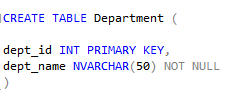 CREATE TABLE Department (
dept_id INT PRIMARY KEY,
dept_name NVARCHAR(50) NOT NULL
)